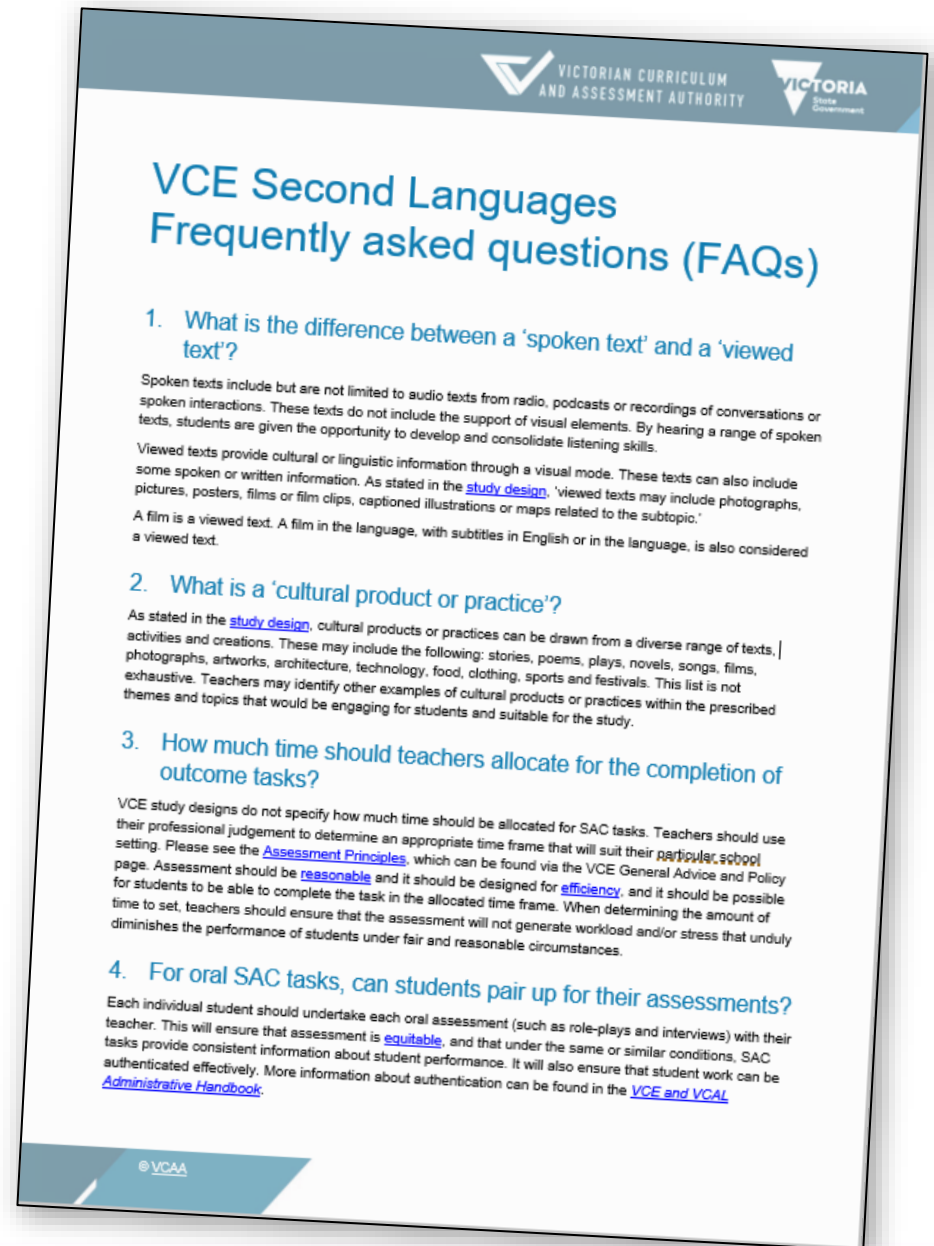 VICTORIAN CURRICULUM
AND ASSESSMENT AUTHORITY
VICTORIA
State
Government
VCE Second Languages
Frequently asked questions (FAQs)
1. What is the difference between a ‘spoken text’ and a ‘viewed
text’?
Spoken texts include but are not limited to audio texts from radio, podcasts or recordings of conversations or
spoken interactions. These texts do not include the support of visual elements. By hearing a range of spoken
texts, students are given the opportunity to develop and consolidate listening skills.
Viewed texts provide cultural or linguistic information through a visual mode. These texts can also include
some spoken or written information. As stated in the study design, ‘viewed texts may include photographs,
pictures, posters, films or film clips, captioned illustrations or maps related to the subtopic.’
A film is a viewed text. A film in the language, with subtitles in English or in the language, is also considered
a viewed text.
2. What is a ‘cultural product or practice’?
As stated in the study design, cultural products or practices can be drawn from a diverse range of texts,
activities and creations. These may include the following: stories, poems, plays, novels, songs, films,
photographs, artworks, architecture, technology, food, clothing, sports and festivals. This list is not
exhaustive. Teachers may identify other examples of cultural products or practices within the prescribed
themes and topics that would be engaging for students and suitable for the study.
3. How much time should teachers allocate for the completion of
outcome tasks?
VCE study designs do not specify how much time should be allocated for SAC tasks. Teachers should use
their professional judgement to determine an appropriate time frame that will suit their particular school
setting. Please see the Assessment Principles, which can be found via the VCE General Advice and Policy
page. Assessment should be reasonable and it should be designed for efficiency, and it should be possible
for students to be able to complete the task in the allocated time frame. When determining the amount of
time to set, teachers should ensure that the assessment will not generate workload and/or stress that unduly
diminishes the performance of students under fair and reasonable circumstances.
4. For oral SAC tasks, can students pair up for their assessments?
Each individual student should undertake each oral assessment (such as role-plays and interviews) with their
teacher. This will ensure that assessment is equitable, and that under the same or similar conditions, SAC
tasks provide consistent information about student performance. It will also ensure that student work can be
authenticated effectively. More information about authentication can be found in the VCE and VCAL
Administrative Handbook.
© VCAA